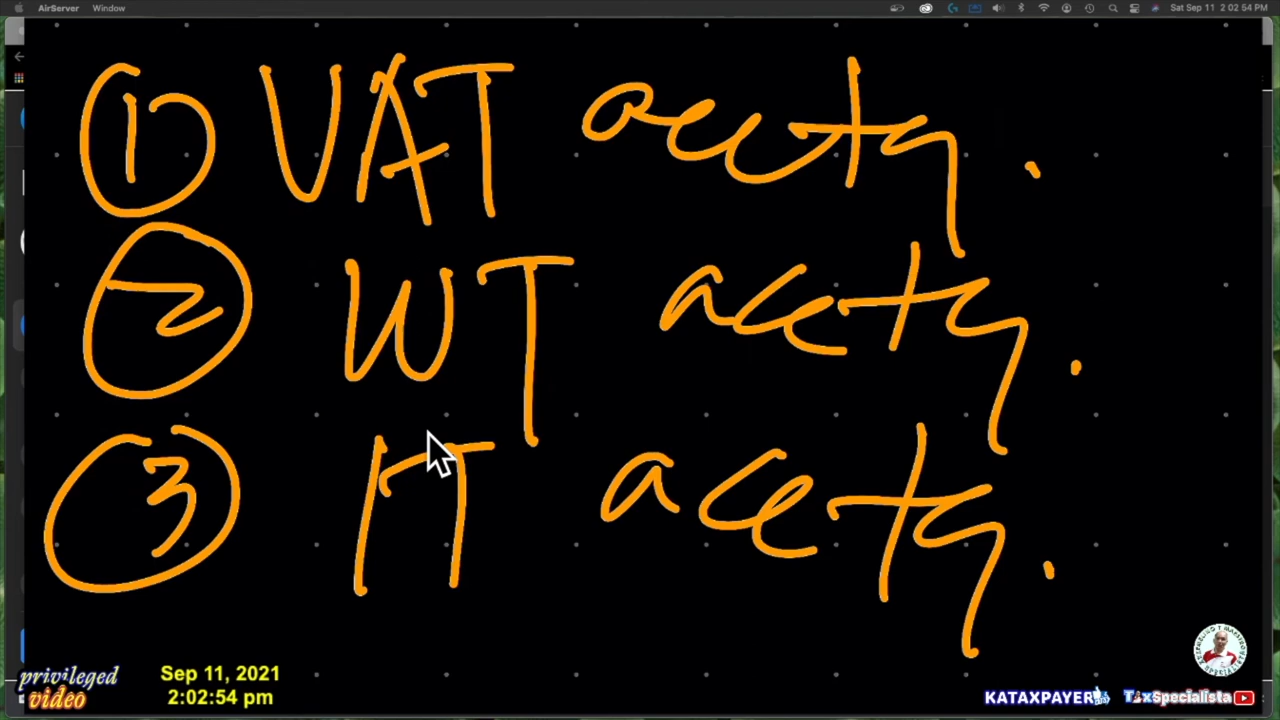 AirServer Window Sat Sep 11 2 02:54 PM
① VAT acctg.
② WT acctg.
③ IT acctg.
privileged video
Sep 11, 2021
2:02:54 pm
KATAXPAYER TaxSpecialista